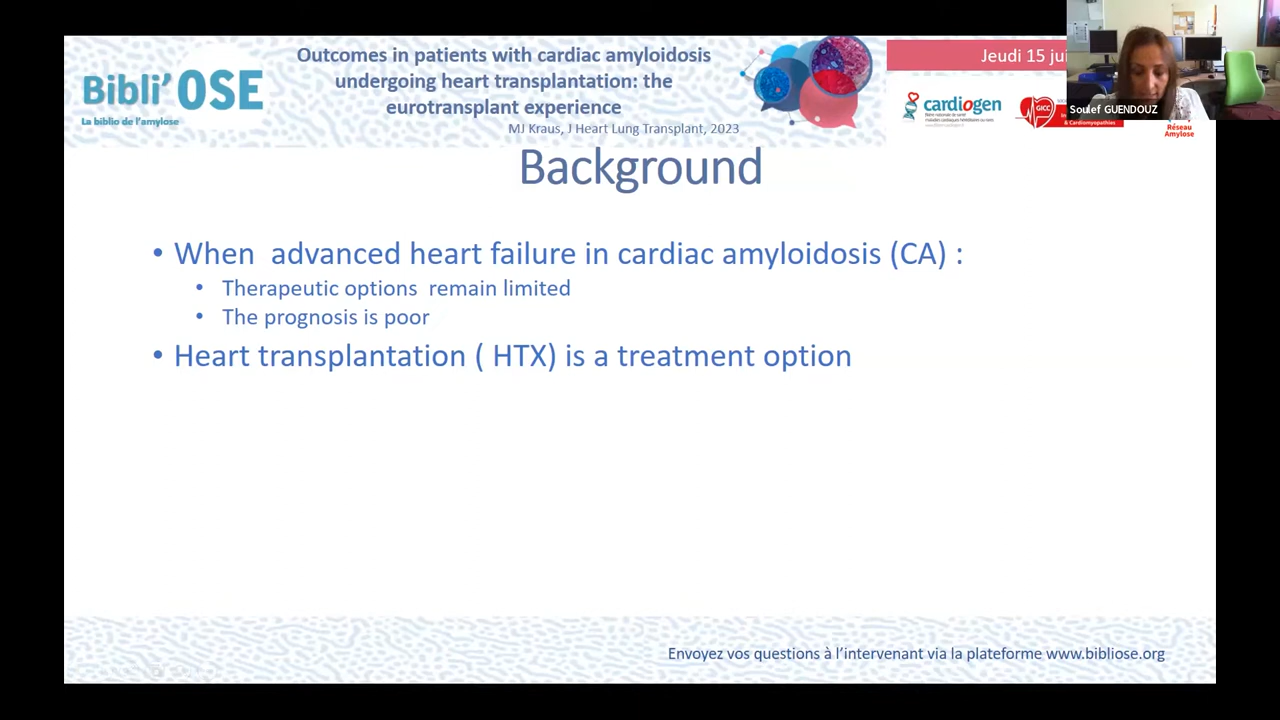 Outcomes in patients with cardiac amyloidosis
undergoing heart transplantation: the
eurotransplant experience
MJ Kraus, J Heart Lung Transplant, 2023
Bibli'OSE
La biblio de l'amylose
Jeudi 15 jui
cardiogen
GICC
& Cardiomyopathies
Réseau
Amylose
Soulef GUENDOUZ
Background
• When advanced heart failure in cardiac amyloidosis (CA) :
• Therapeutic options remain limited
• The prognosis is poor
• Heart transplantation ( HTX) is a treatment option
Envoyez vos questions à l'intervenant via la plateforme www.bibliose.org